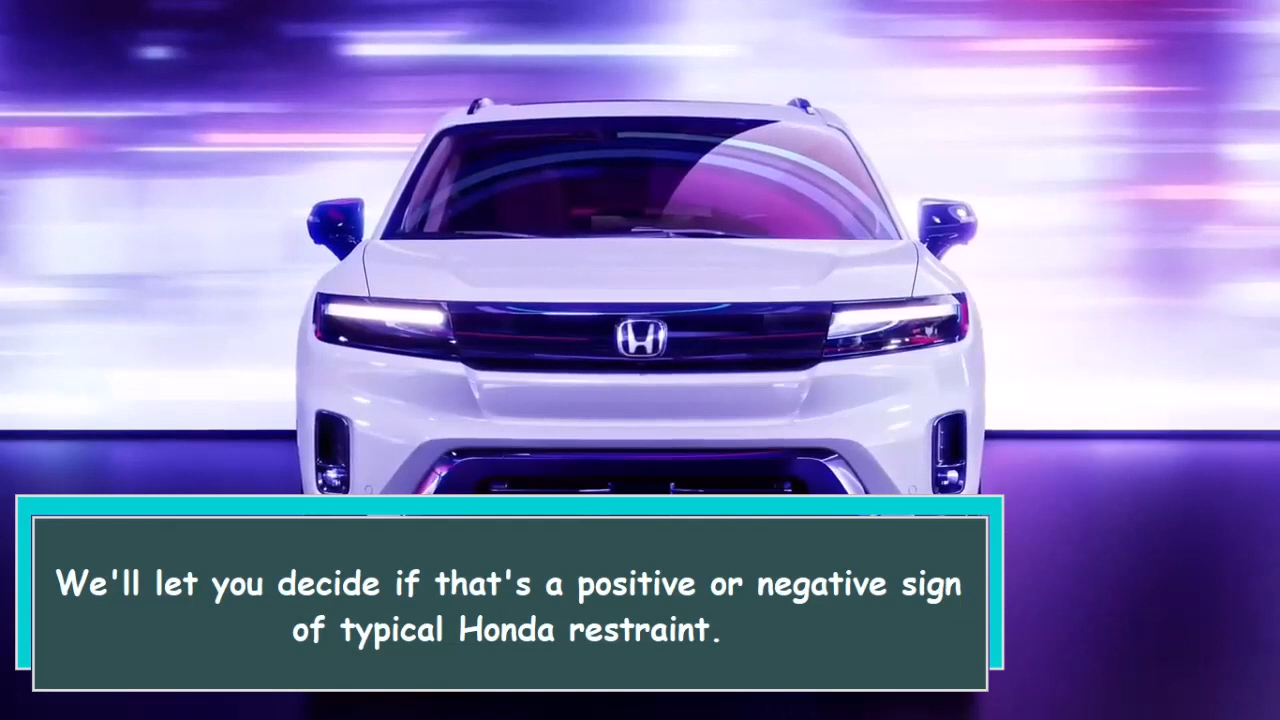 We'll let you decide if that's a positive or negative sign
of typical Honda restraint.